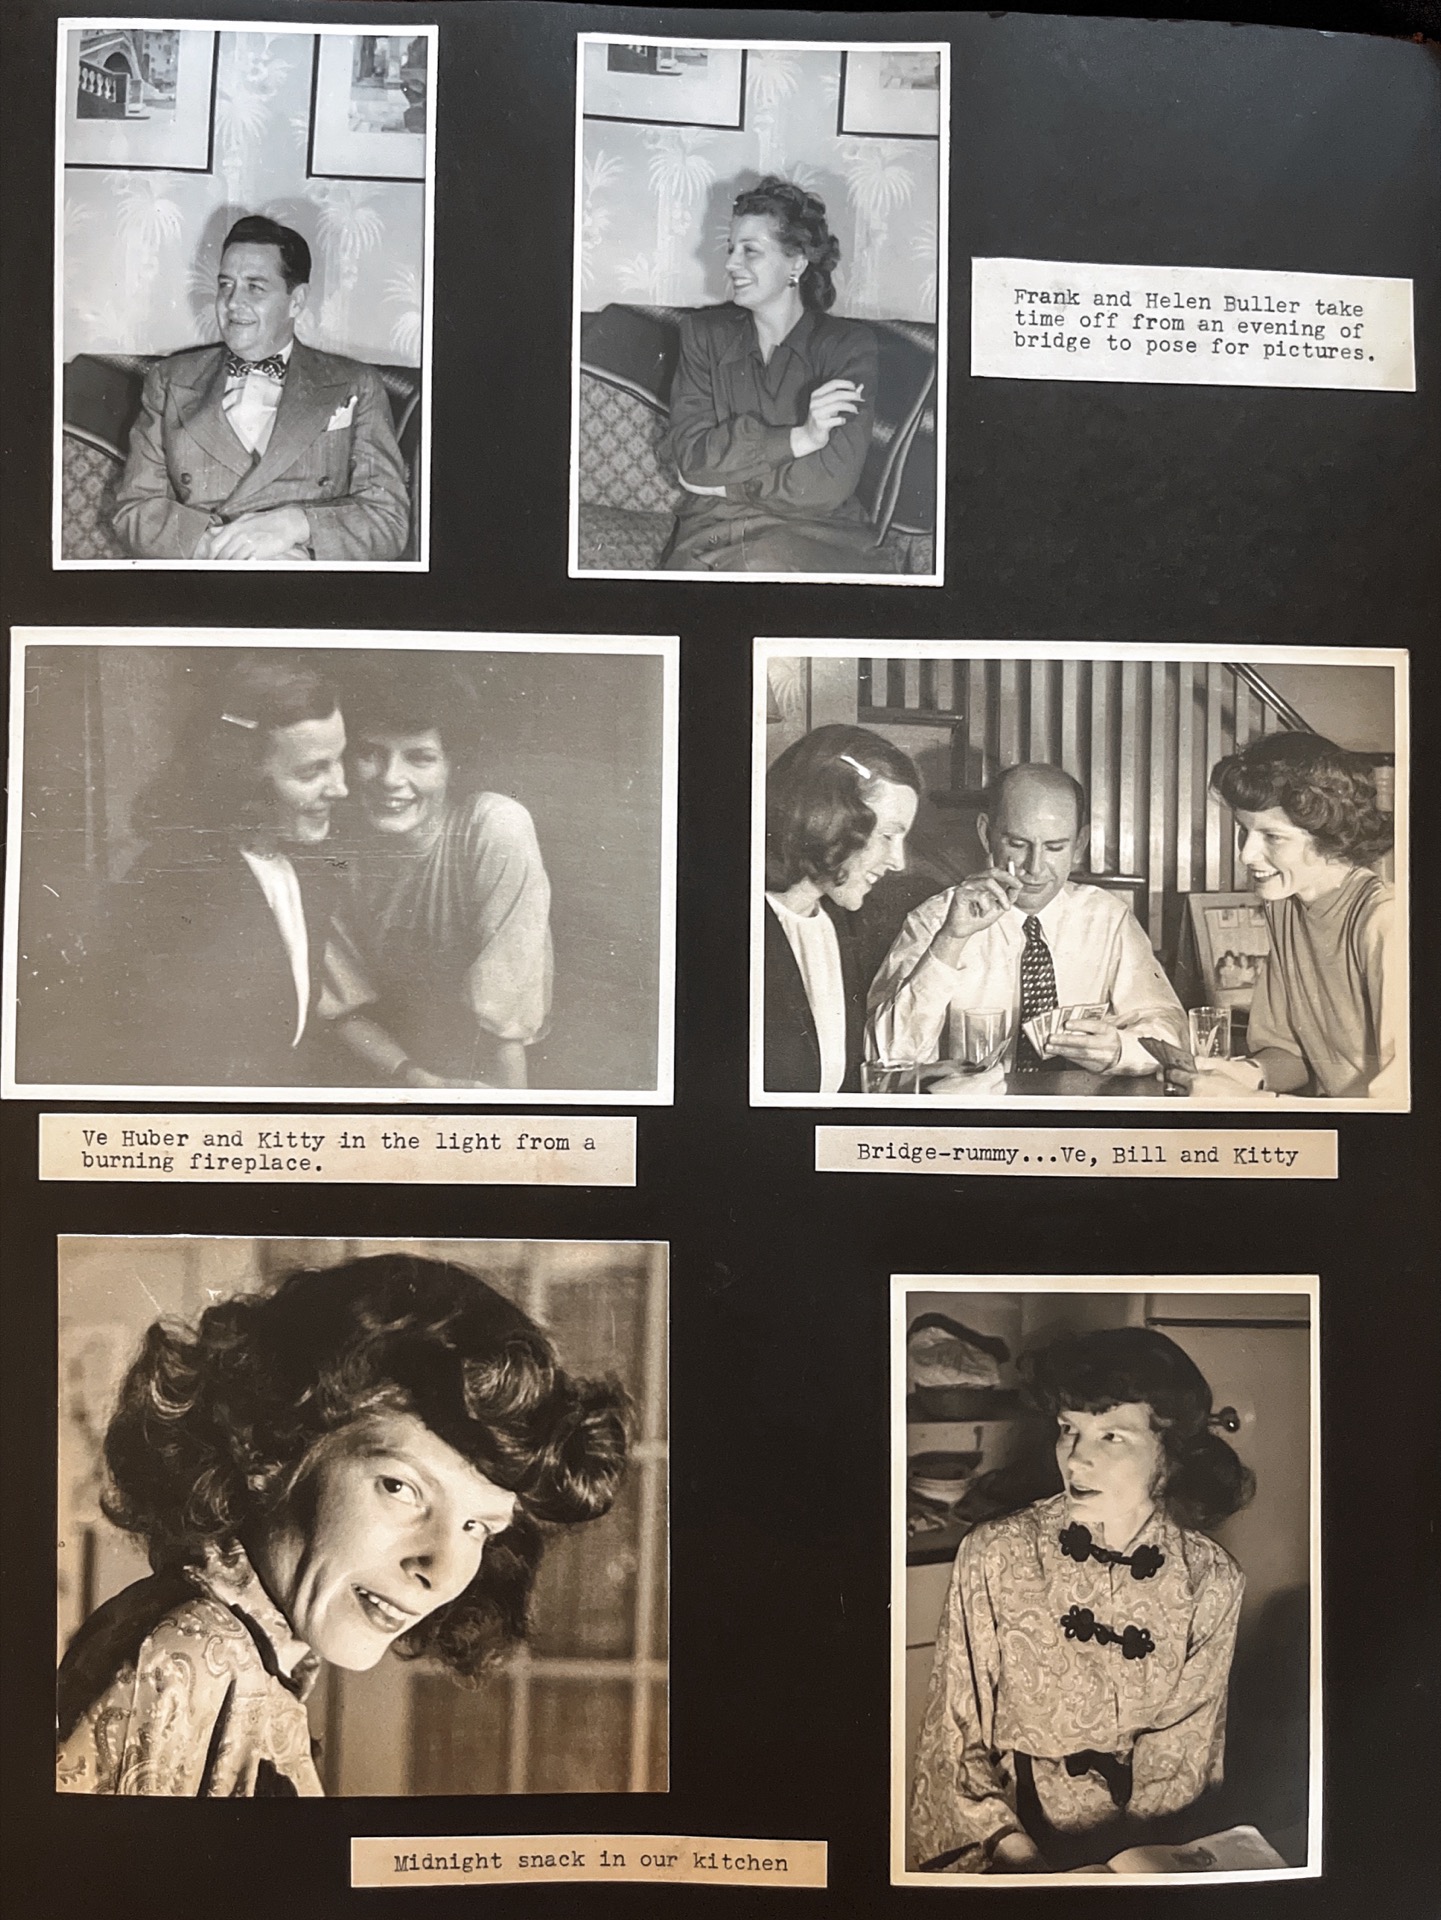 Frank and Helen Buller take
time off from an evening of
bridge to pose for pictures.
Ve Huber and Kitty in the light from a
burning fireplace.
Bridge-rummy...Ve, Bill and Kitty
Midnight snack in our kitchen